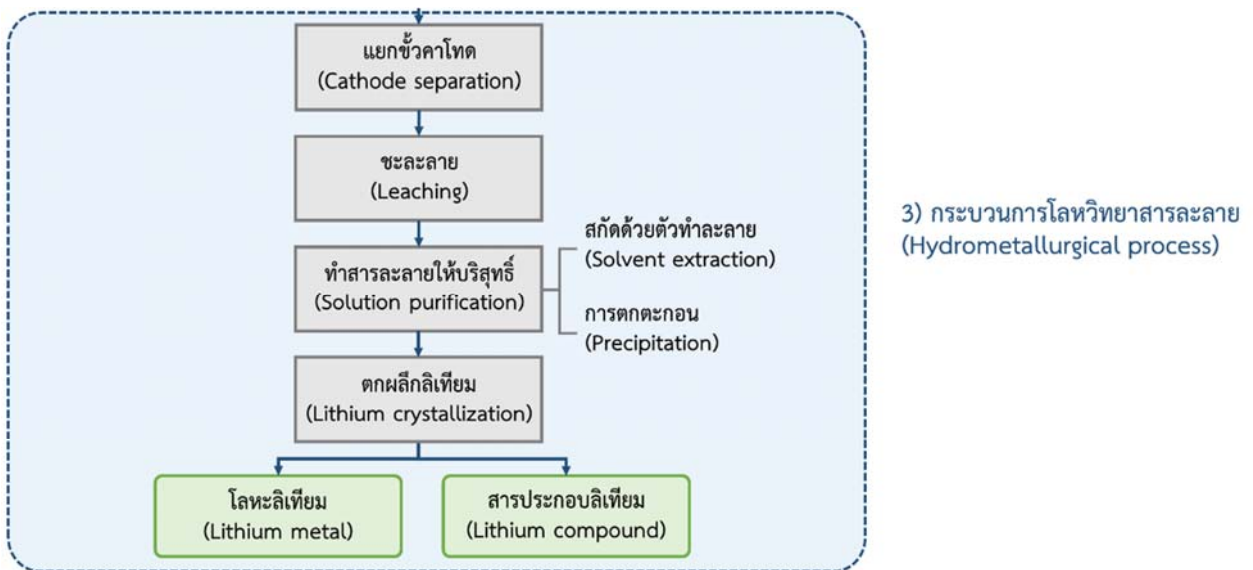 แยกขั้วคาโทด
(Cathode separation)
ชะละลาย
(Leaching)
ทำสารละลายให้บริสุทธิ์
(Solution purification)
สกัดด้วยตัวทำละลาย
(Solvent extraction)
การตกตะกอน
(Precipitation)
ตกผลึกลิเทียม
(Lithium crystallization)
โลหะลิเทียม
(Lithium metal)
สารประกอบลิเทียม
(Lithium compound)
3) กระบวนการโลหวิทยาสารละลาย
(Hydrometallurgical process)